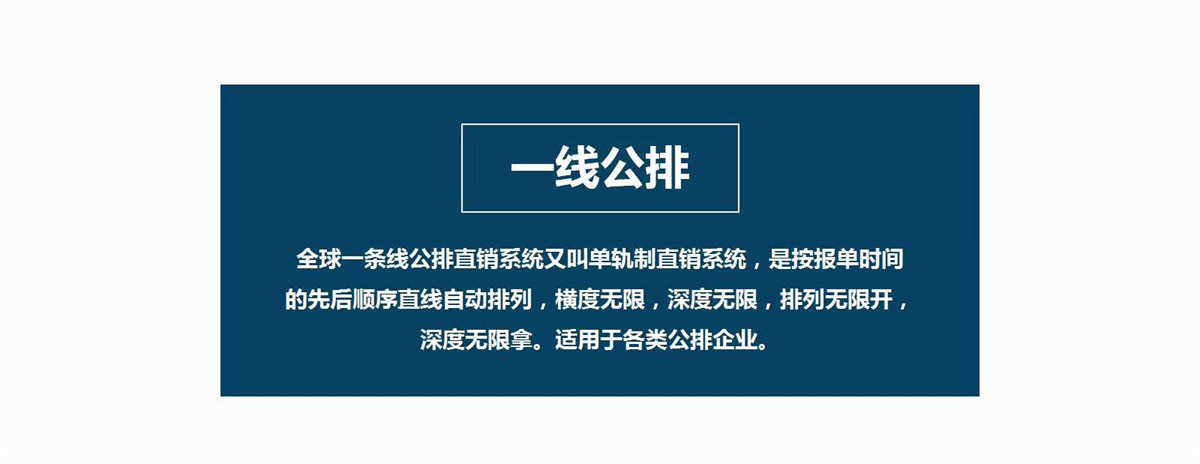 一线公排
全球一条线公排直销系统又叫单轨制直销系统，是按报单时间
的先后顺序直线自动排列，横度无限，深度无限，排列无限开，
深度无限拿。适用于各类公排企业。